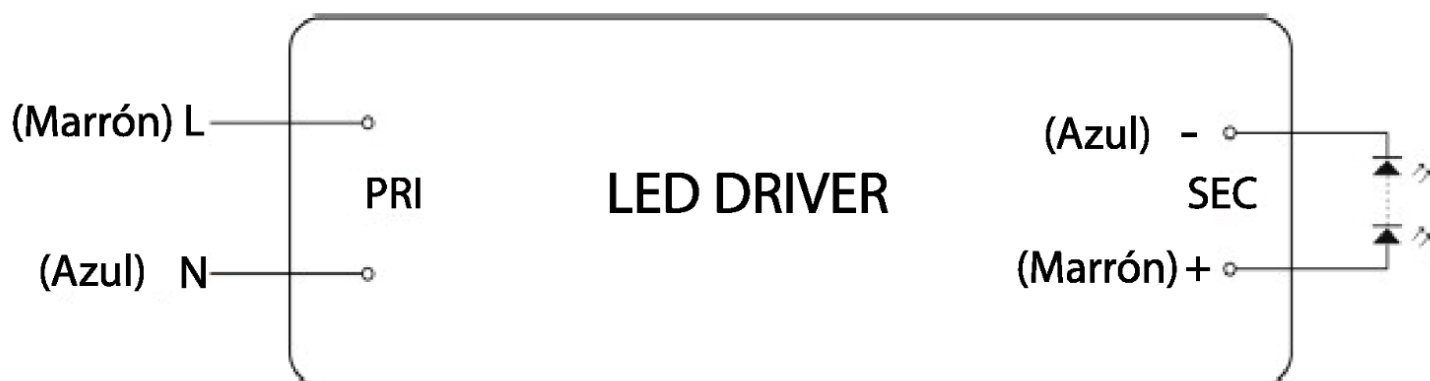 (Marrón) L
(Azul) N
PRI
LED DRIVER
(Azul) -
SEC
(Marrón) +